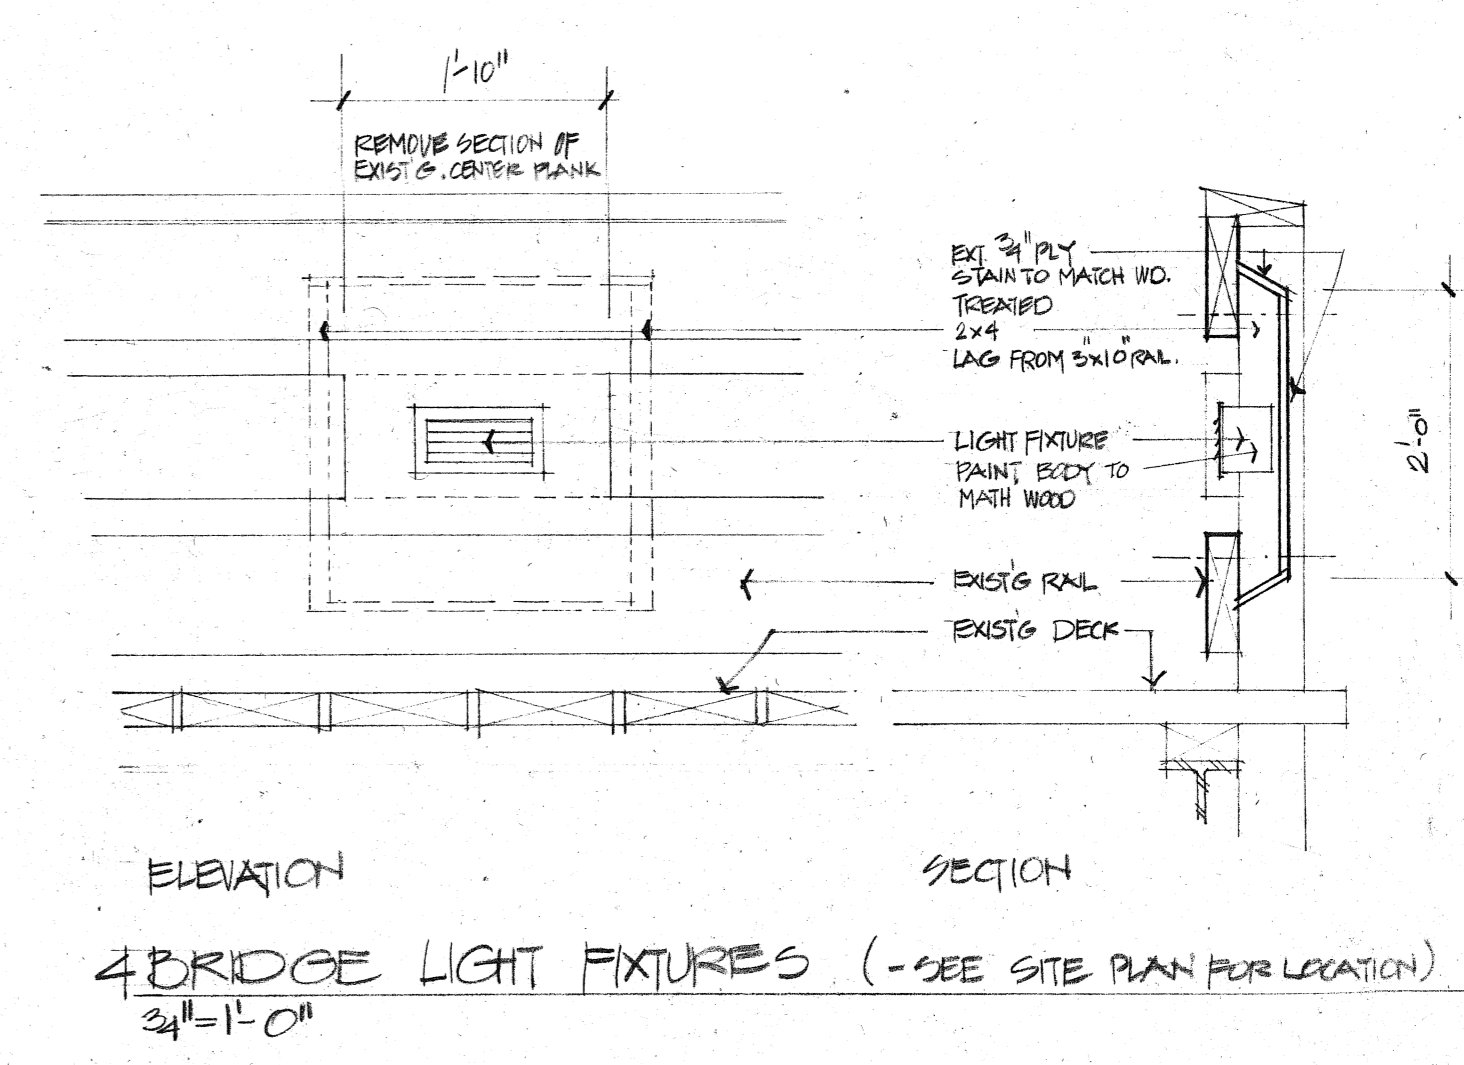 1'-10"
REMOVE SECTION OF
EXIST'G. CENTER PLANK
EXT. 3/4" PLY
STAIN TO MATCH WD.
TREATED
2x4
LAG FROM 3"x10" RAIL.
LIGHT FIXTURE
PAINT BODY TO
MATH WOOD
2'-0"
EXIST'G RAIL
EXIST'G DECK
ELEVATION
SECTION
4 BRIDGE LIGHT FIXTURES (-SEE SITE PLAN FOR LOCATION)
3/4"=1'-0"